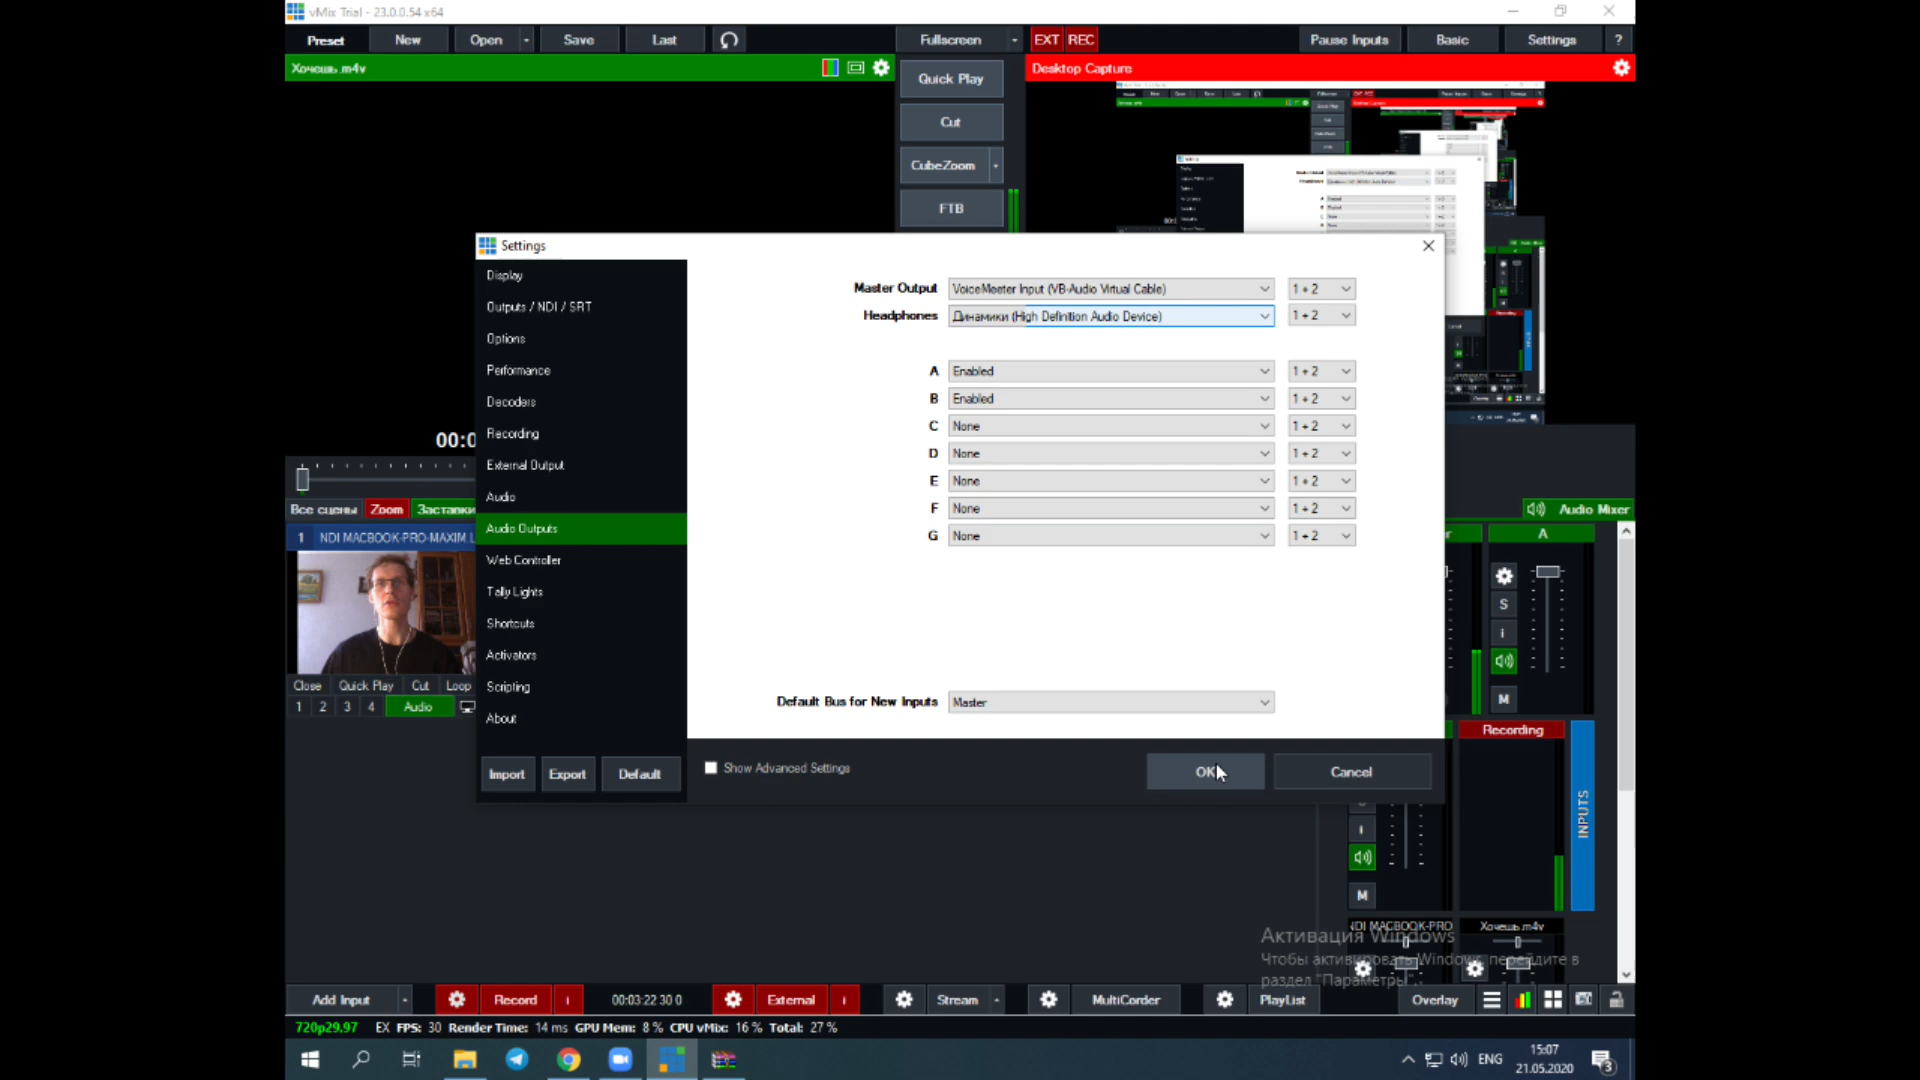 vMix Trial - 23.0.0.54 x64
Preset New Open Save Last Fullscreen EXT REC Pause Inputs Basic Settings ?
Хочешь.m4v
Quick Play
Desktop Capture
Cut
CubeZoom
FTB
Settings
Display
Outputs / NDI / SRT
Options
Performance
Decoders
Recording
External Output
Audio
Audio Outputs
Web Controller
Tally Lights
Shortcuts
Activators
Scripting
About
Import Export Default
Master Output VoiceMeeter Input (VB-Audio Virtual Cable) 1 + 2
Headphones Динамики (High Definition Audio Device) 1 + 2
A Enabled 1 + 2
B Enabled 1 + 2
C None 1 + 2
D None 1 + 2
E None 1 + 2
F None 1 + 2
G None 1 + 2
Default Bus for New Inputs Master
Show Advanced Settings
OK Cancel
Все сцены Zoom Заставки
1 NDI MACBOOK-PRO-MAXIM.
Close Quick Play Cut Loop
1 2 3 4 Audio
Audio Mixer
A
S
i
M
Recording
INPUTS
i
M
NDI MACBOOK-PRO Хочешь.m4v
Активация Windows
Чтобы активировать Windows, перейдите в
раздел "Параметры".
Add Input Record i 00:03:22 30 0 External i Stream MultiCorder PlayList Overlay
720p29.97 EX FPS: 30 Render Time: 14 ms GPU Mem: 8 % CPU vMix: 16 % Total: 27 %
ENG
15:07
21.05.2020
3